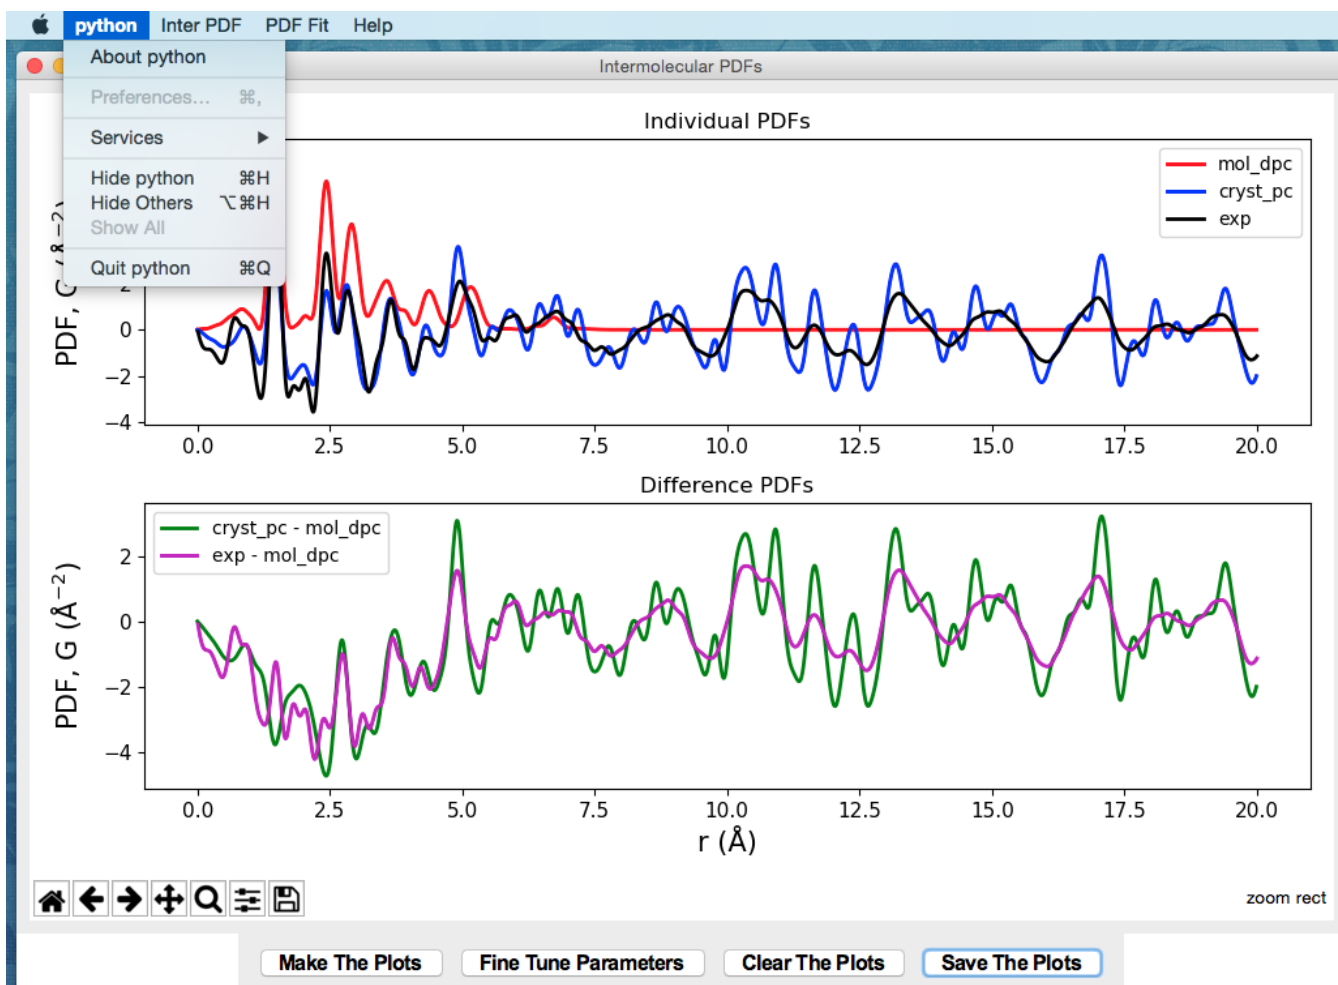 python Inter PDF PDF Fit Help
About python
Intermolecular PDFs
Preferences... ⌘,
Services ▶
Hide python ⌘H
Hide Others ⌥⌘H
Show All
Quit python ⌘Q
Individual PDFs
mol_dpc
cryst_pc
exp
PDF, G (Å⁻²)
2
0
−2
−4
0.0 2.5 5.0 7.5 10.0 12.5 15.0 17.5 20.0
Difference PDFs
cryst_pc - mol_dpc
exp - mol_dpc
PDF, G (Å⁻²)
2
0
−2
−4
0.0 2.5 5.0 7.5 10.0 12.5 15.0 17.5 20.0
r (Å)
zoom rect
Make The Plots Fine Tune Parameters Clear The Plots Save The Plots